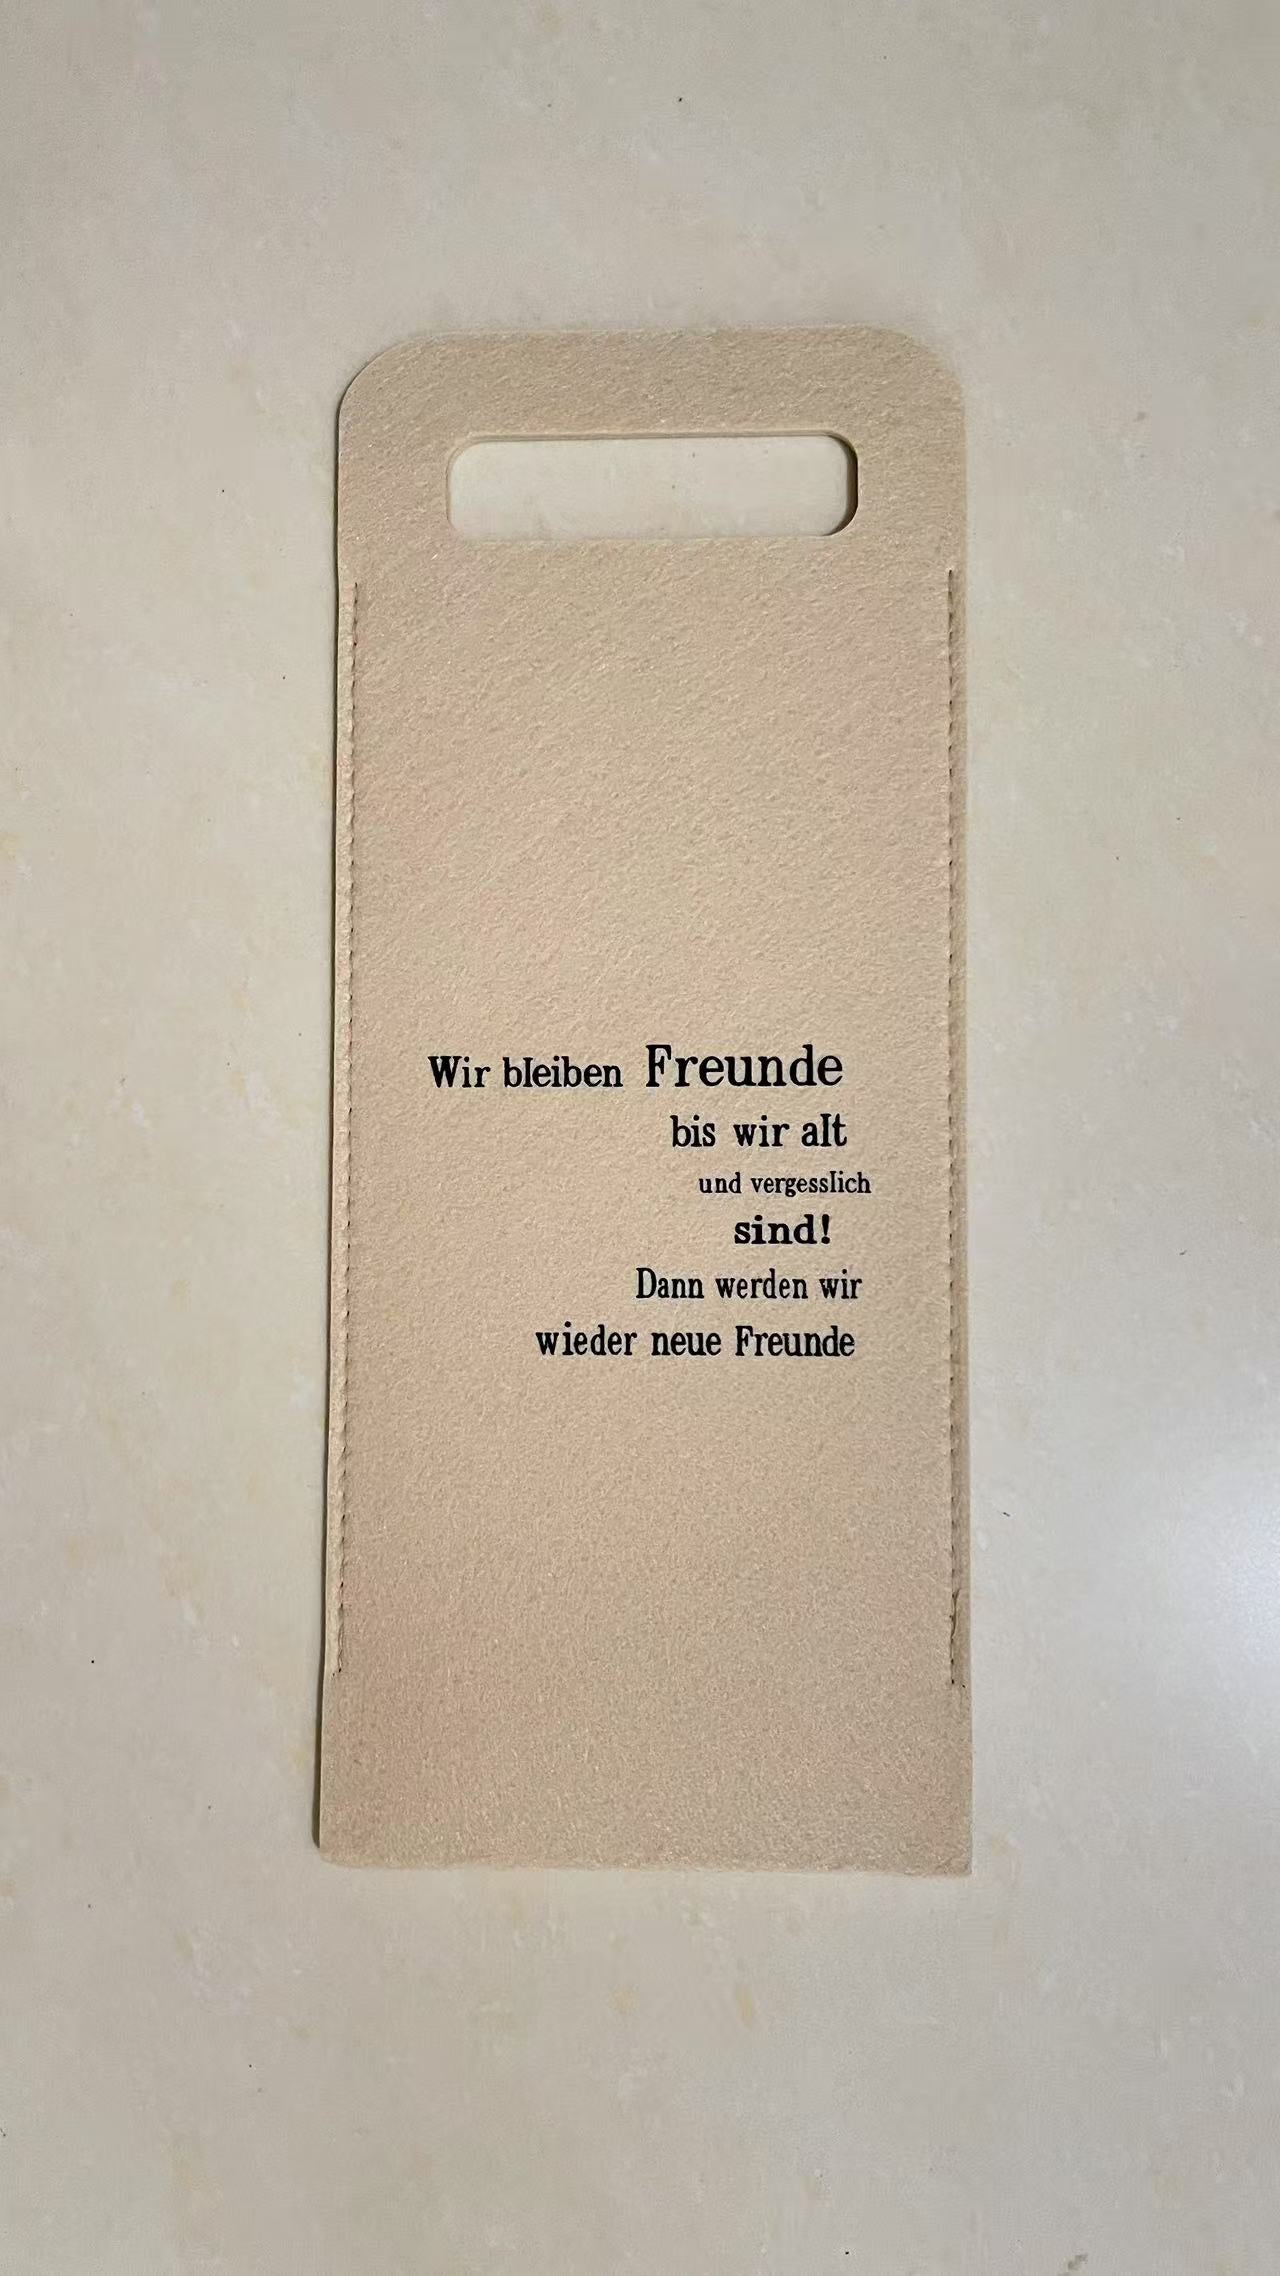 Wir bleiben Freunde
bis wir alt
und vergesslich
sind!
Dann werden wir
wieder neue Freunde